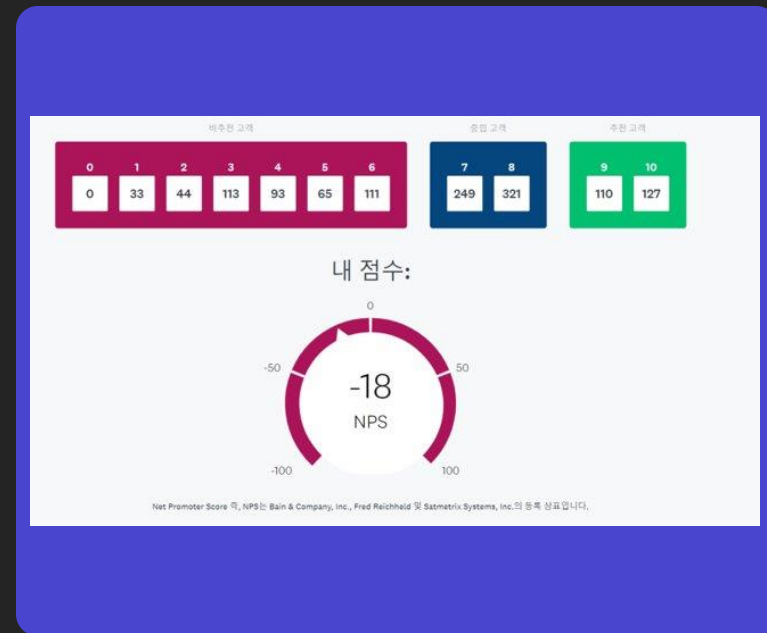 비추천 고객
중립 고객
추천 고객
0 1 2 3 4 5 6
0 33 44 113 93 65 111
7 8
249 321
9 10
110 127
내 점수:
0
-50
50
-18
NPS
-100
100
Net Promoter Score 즉, NPS는 Bain & Company, Inc., Fred Reichheld 및 Satmetrix Systems, Inc.의 등록 상표입니다.